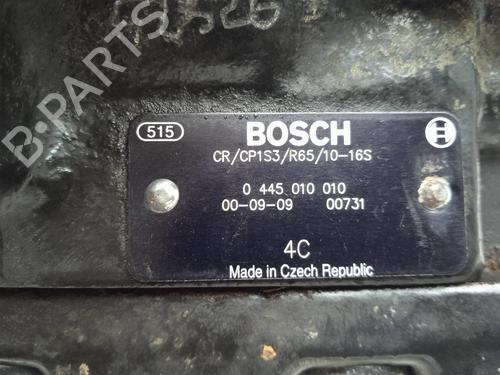 515
BOSCH
CR/CP1S3/R65/10-16S
0 445 010 010
00-09-09 00731
4C
Made in Czech Republic